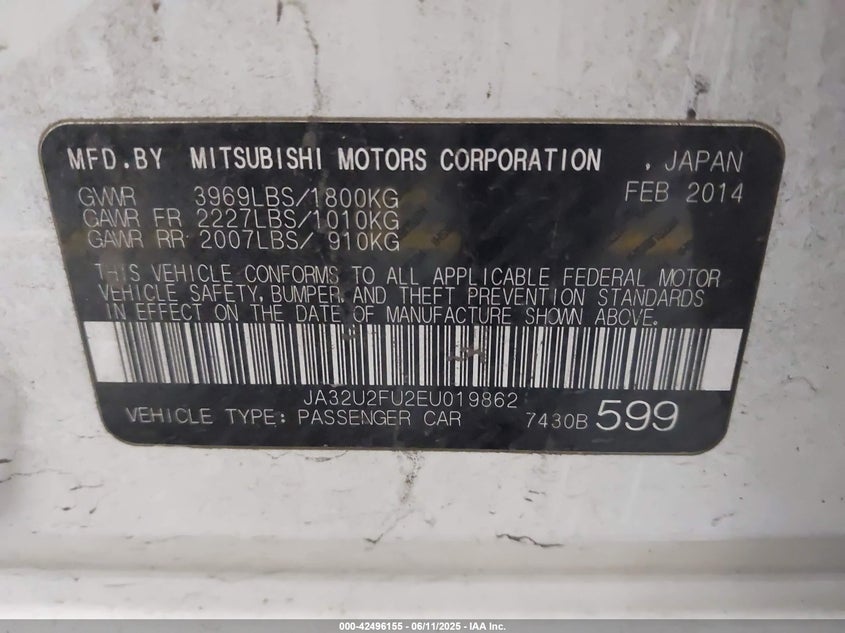 MFD.BY MITSUBISHI MOTORS CORPORATION , JAPAN
GVWR 3969LBS/1800KG FEB 2014
GAWR FR 2227LBS/1010KG
GAWR RR 2007LBS/ 910KG
THIS VEHICLE CONFORMS TO ALL APPLICABLE FEDERAL MOTOR
VEHICLE SAFETY, BUMPER, AND THEFT PREVENTION STANDARDS
IN EFFECT ON THE DATE OF MANUFACTURE SHOWN ABOVE.
JA32U2FU2EU019862
VEHICLE TYPE: PASSENGER CAR 7430B 599
000-42496155 - 06/11/2025 - IAA Inc.